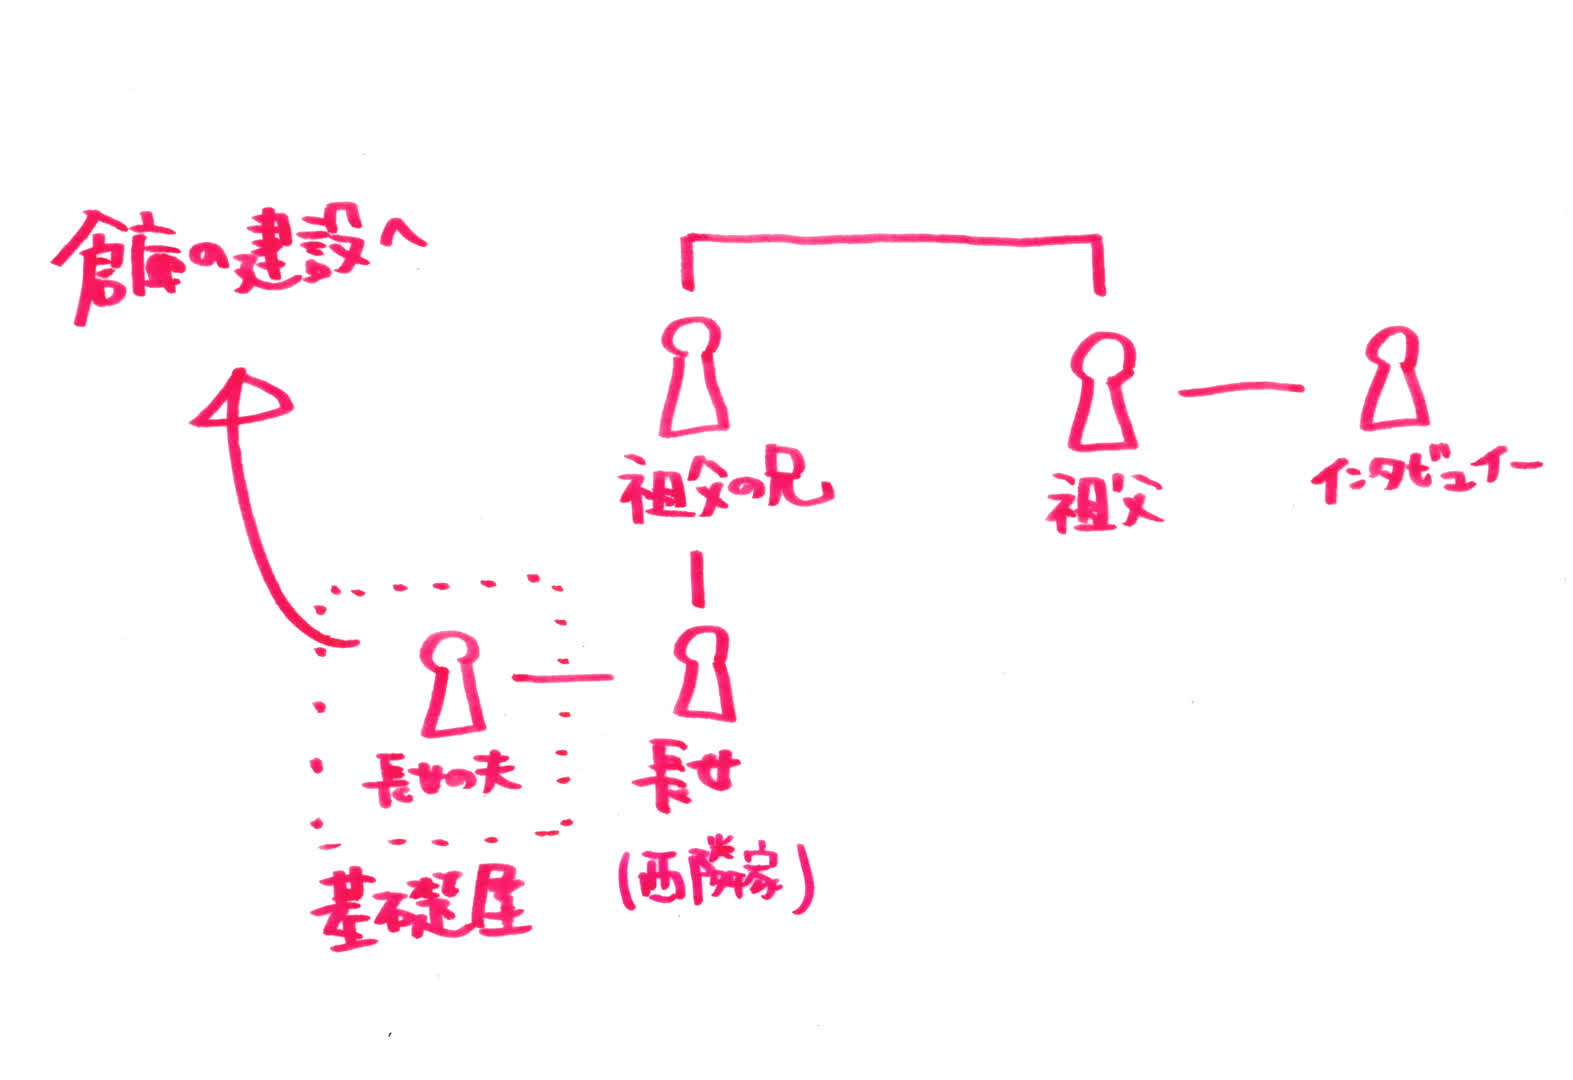 倉庫の建設へ
祖父の兄
祖父
インタビュイー
長女の夫
長女
(西隣家)
基礎屋